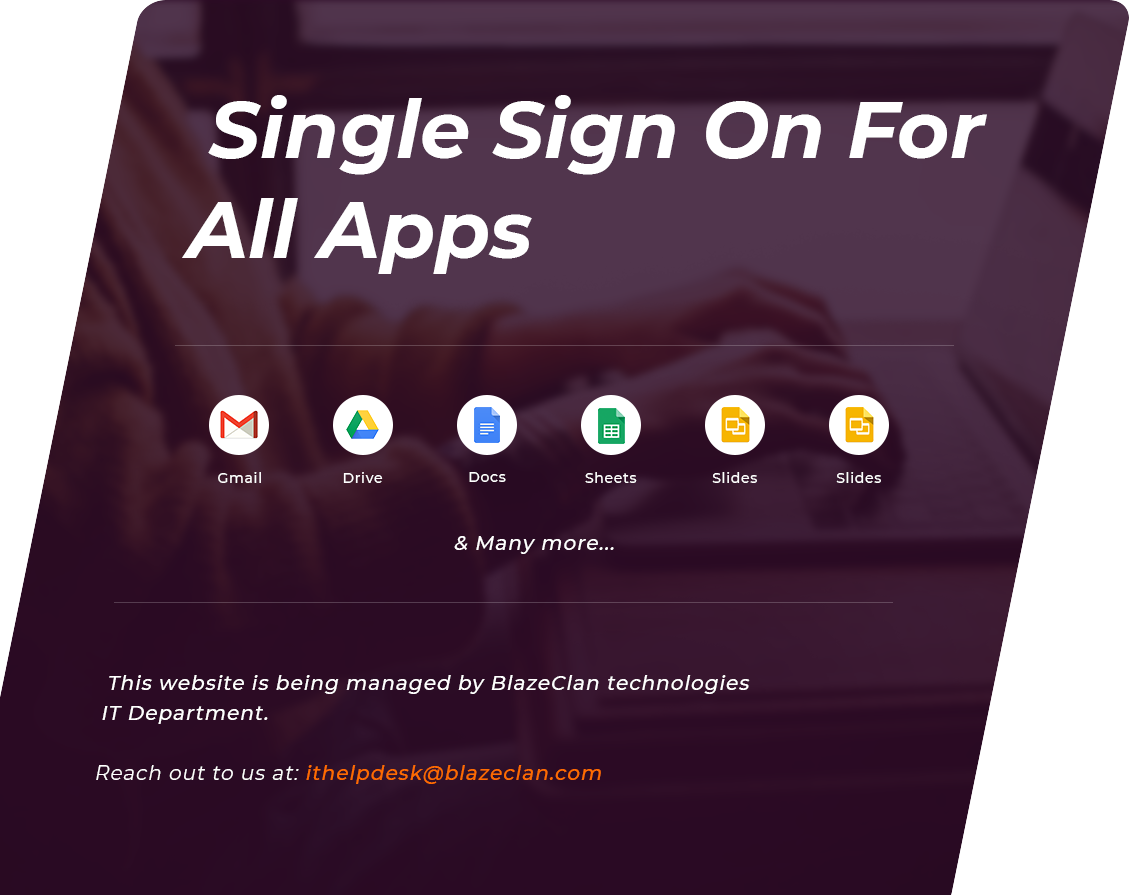 Single Sign On For
All Apps
Gmail Drive Docs Sheets Slides Slides
& Many more...
This website is being managed by BlazeClan technologies
IT Department.
Reach out to us at: ithelpdesk@blazeclan.com